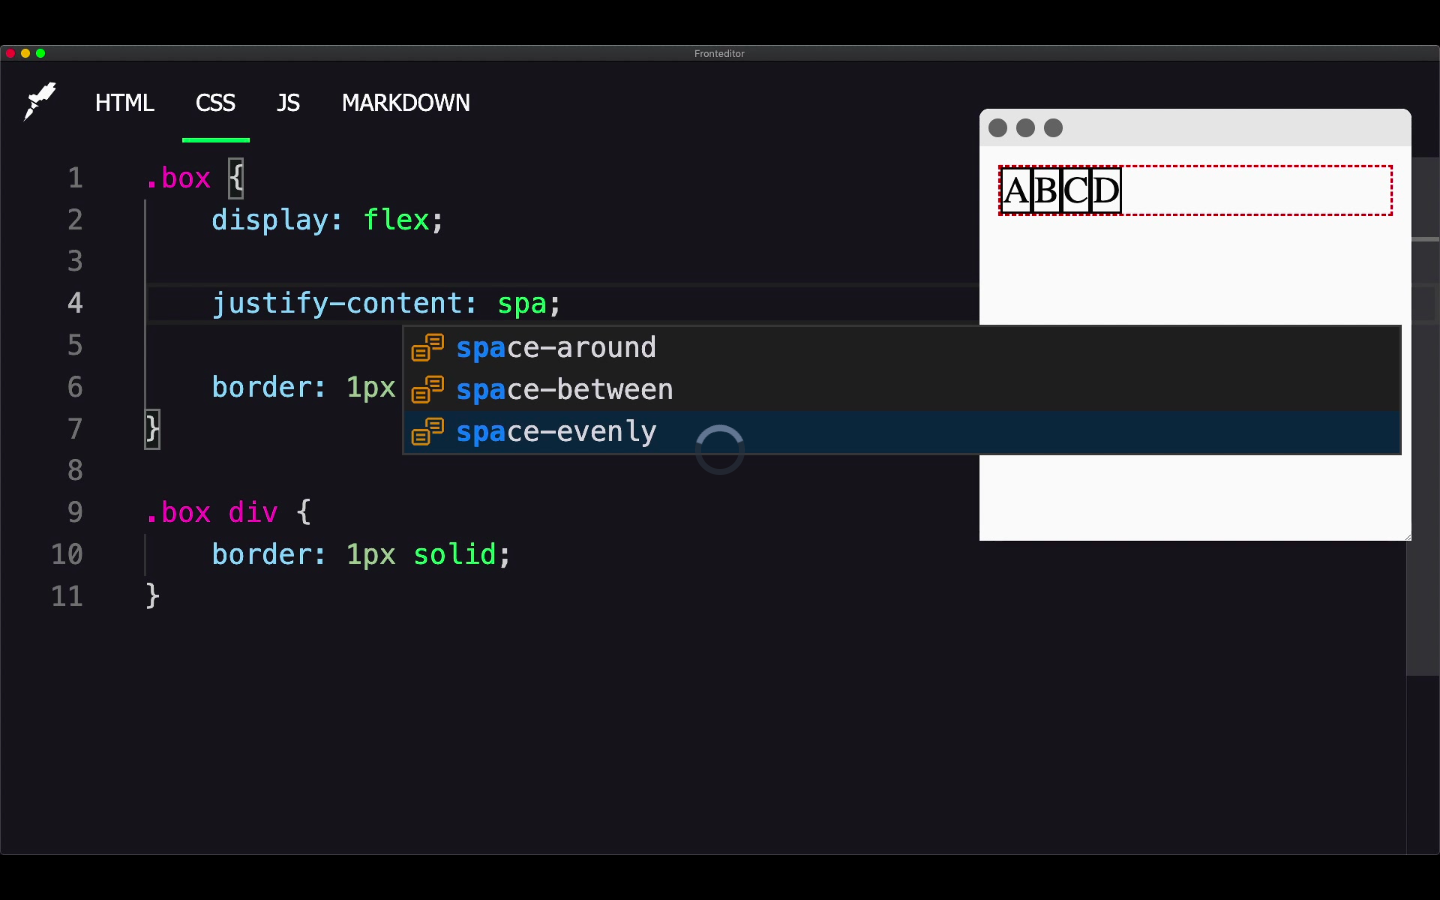 Fronteditor
HTML CSS JS MARKDOWN
1 .box {
2 display: flex;
3
4 justify-content: spa;
5
6 border: 1px
7 }
8
9 .box div {
10 border: 1px solid;
11 }
space-around
space-between
space-evenly
ABCD